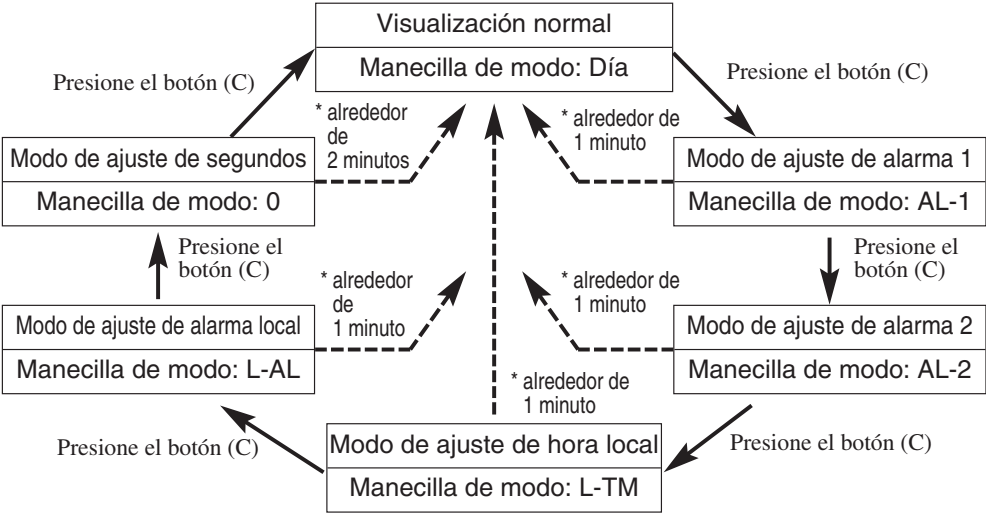 Visualización normal
Manecilla de modo: Día
Presione el botón (C)
Presione el botón (C)
* alrededor
de
2 minutos
* alrededor de
1 minuto
Modo de ajuste de segundos
Manecilla de modo: 0
Modo de ajuste de alarma 1
Manecilla de modo: AL-1
Presione el
botón (C)
Presione el
botón (C)
* alrededor
de
1 minuto
* alrededor de
1 minuto
Modo de ajuste de alarma local
Manecilla de modo: L-AL
Modo de ajuste de alarma 2
Manecilla de modo: AL-2
* alrededor de
1 minuto
Presione el botón (C)
Presione el botón (C)
Modo de ajuste de hora local
Manecilla de modo: L-TM